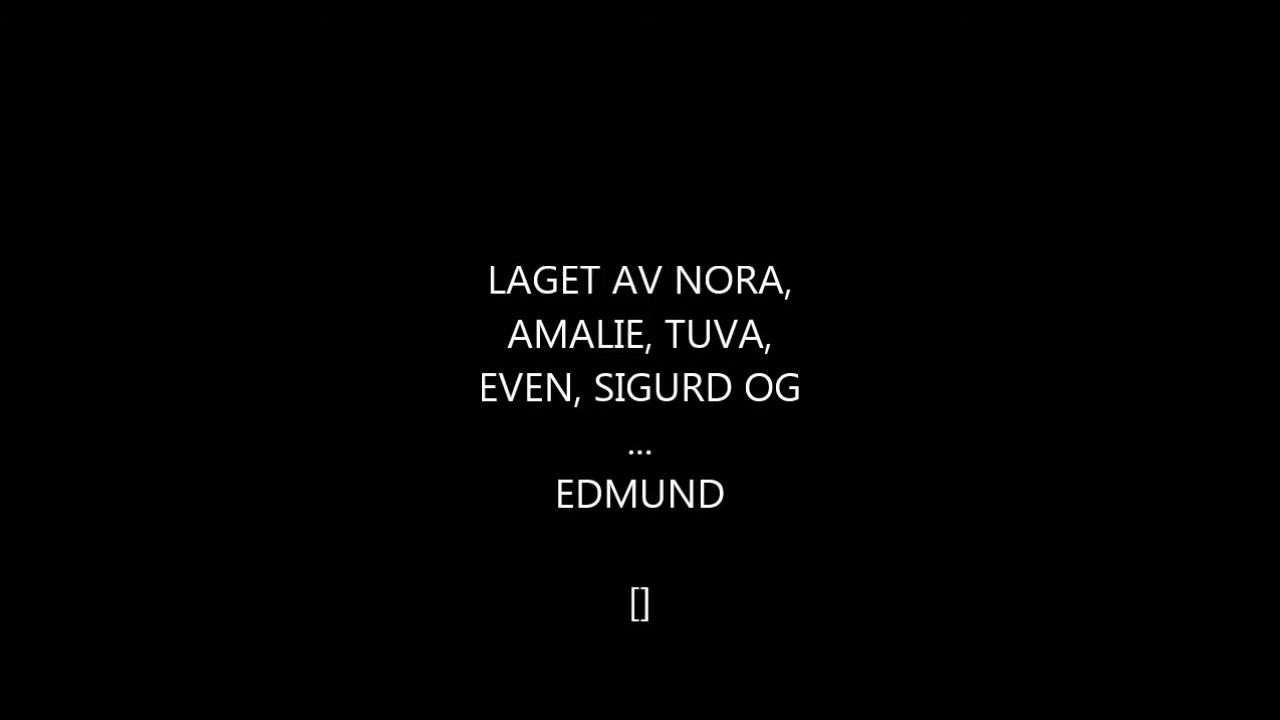 LAGET AV NORA,
AMALIE, TUVA,
EVEN, SIGURD OG
...
EDMUND
[]